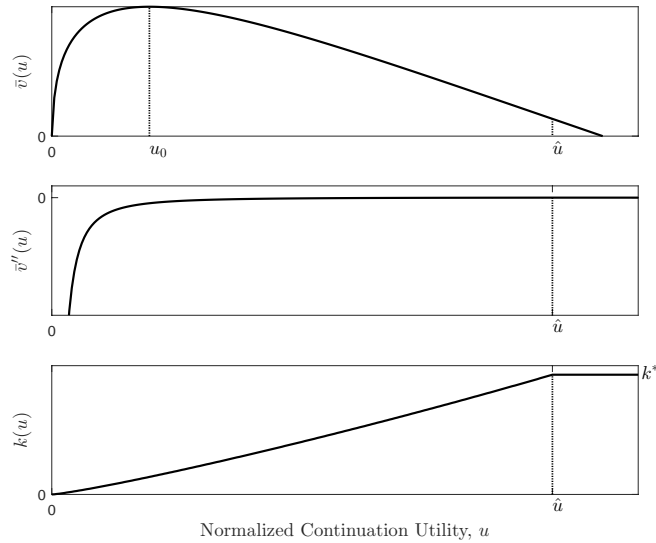 v̄(u)
0
0
u₀
û
v̄″(u)
0
0
û
k(u)
k*
0
0
û
Normalized Continuation Utility, u